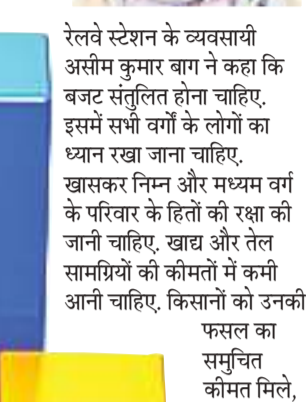 रेलवे स्टेशन के व्यवसायी
असीम कुमार बाग ने कहा कि
बजट संतुलित होना चाहिए.
इसमें सभी वर्गों के लोगों का
ध्यान रखा जाना चाहिए.
खासकर निम्न और मध्यम वर्ग
के परिवार के हितों की रक्षा की
जानी चाहिए. खाद्य और तेल
सामग्रियों की कीमतों में कमी
आनी चाहिए. किसानों को उनकी
फसल का
समुचित
कीमत मिले,